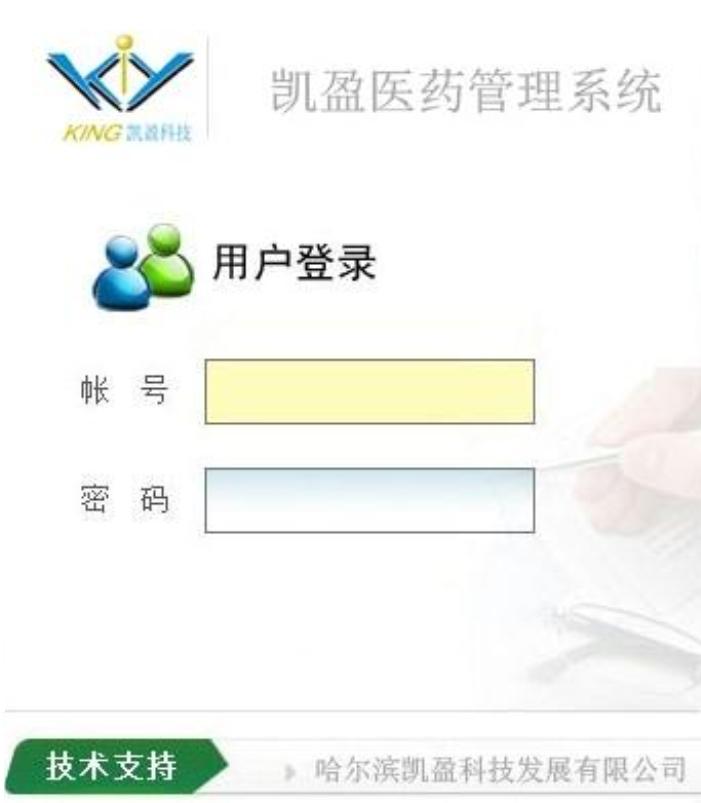 KIY
KING 凯盈科技
凯盈医药管理系统
用户登录
帐 号
密 码
技术支持
哈尔滨凯盈科技发展有限公司